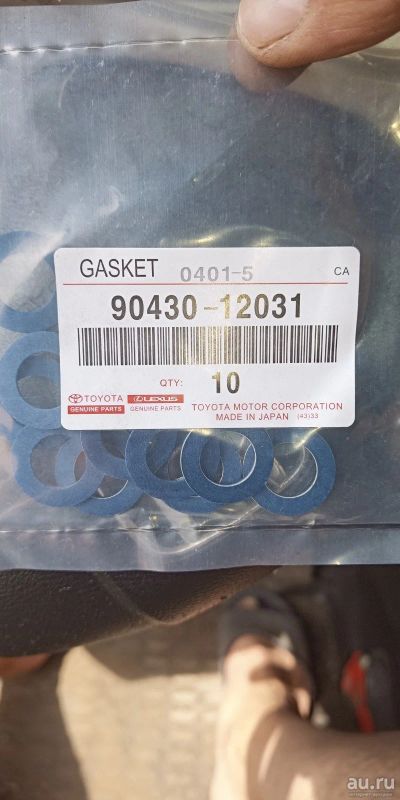 GASKET 0401-5 CA
90430-12031
QTY: 10
TOYOTA LEXUS
GENUINE PARTS GENUINE PARTS
TOYOTA MOTOR CORPORATION
MADE IN JAPAN (43)33
au.ru